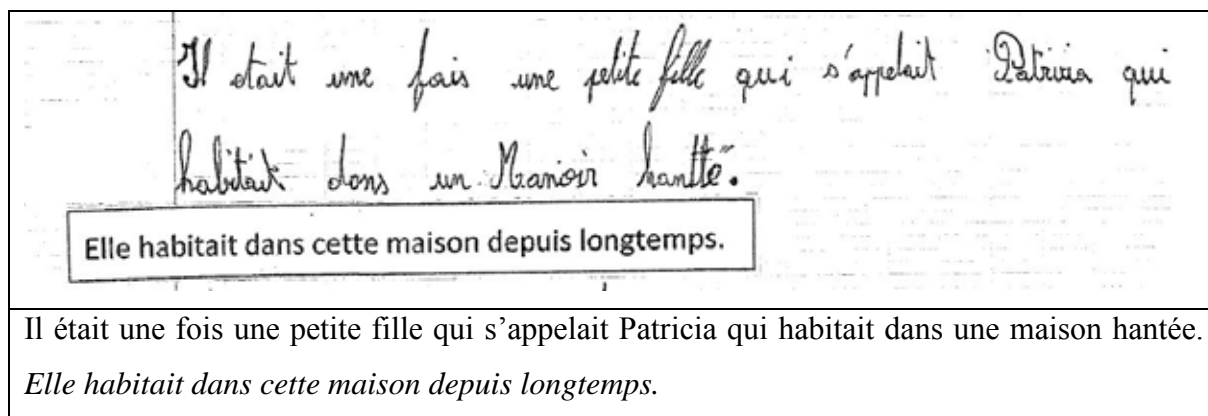 Il etait une fois une petite fille qui s'appelait Patricia qui
habitait dans un Manoir hantté.
Elle habitait dans cette maison depuis longtemps.
Il était une fois une petite fille qui s’appelait Patricia qui habitait dans une maison hantée.
Elle habitait dans cette maison depuis longtemps.